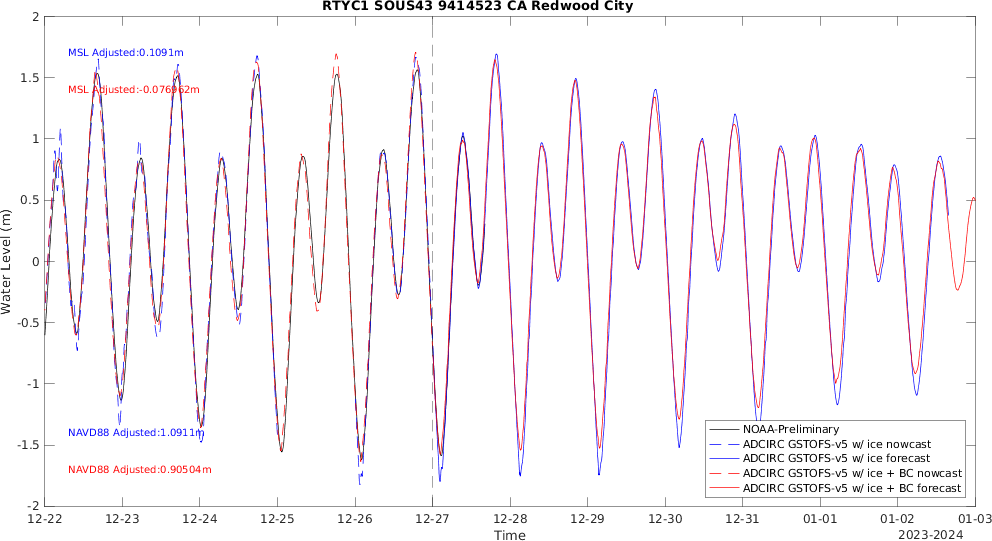 RTYC1 SOUS43 9414523 CA Redwood City
2
1.5
1
0.5
0
-0.5
-1
-1.5
-2
Water Level (m)
MSL Adjusted:0.1091m
MSL Adjusted:-0.076962m
NAVD88 Adjusted:1.0911m
NAVD88 Adjusted:0.90504m
NOAA-Preliminary
ADCIRC GSTOFS-v5 w/ ice nowcast
ADCIRC GSTOFS-v5 w/ ice forecast
ADCIRC GSTOFS-v5 w/ ice + BC nowcast
ADCIRC GSTOFS-v5 w/ ice + BC forecast
12-22 12-23 12-24 12-25 12-26 12-27 12-28 12-29 12-30 12-31 01-01 01-02 01-03
Time
2023-2024